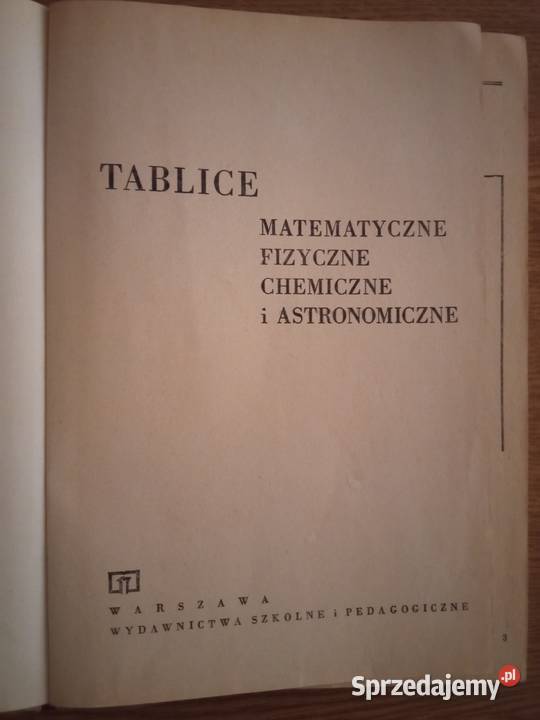 TABLICE
MATEMATYCZNE
FIZYCZNE
CHEMICZNE
i ASTRONOMICZNE
WARSZAWA
WYDAWNICTWA SZKOLNE i PEDAGOGICZNE
3
Sprzedajemy.pl